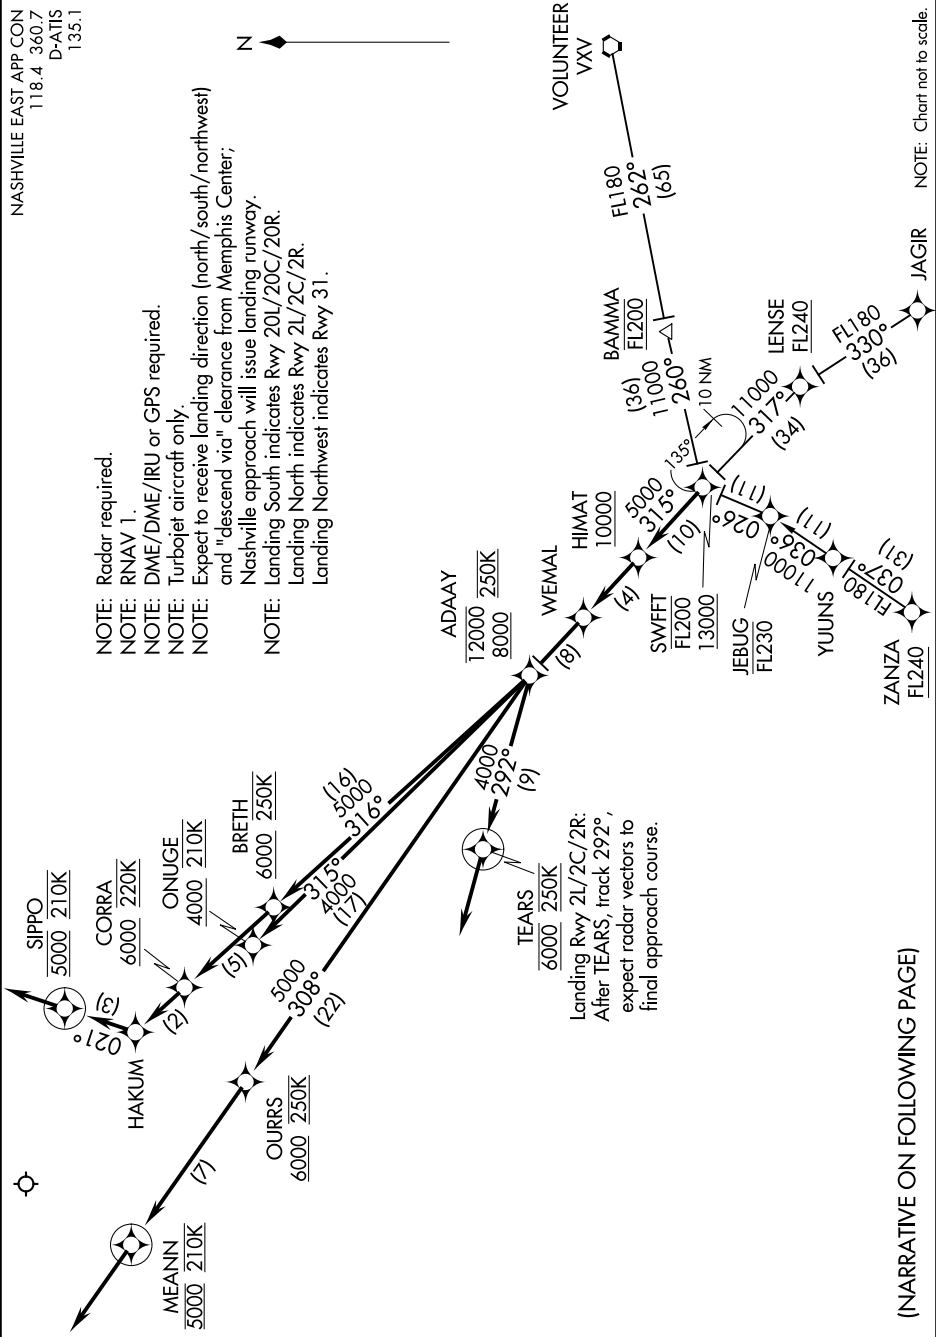 NASHVILLE EAST APP CON
118.4 360.7
D-ATIS
135.1
N
NOTE: Radar required.
NOTE: RNAV 1.
NOTE: DME/DME/IRU or GPS required.
NOTE: Turbojet aircraft only.
NOTE: Expect to receive landing direction (north/south/northwest)
and "descend via" clearance from Memphis Center;
Nashville approach will issue landing runway.
NOTE: Landing South indicates Rwy 20L/20C/20R.
Landing North indicates Rwy 2L/2C/2R.
Landing Northwest indicates Rwy 31.
VOLUNTEER
VXV
FL180
262°
(65)
BAMMA
FL200
(36)
11000
260°
10 NM
135°
LENSE
FL240
11000
317°
(34)
FL180
330°
(36)
JAGIR
NOTE: Chart not to scale.
SWFFT
FL200
13000
026°
(11)
JEBUG
FL230
11000
036°
(11)
YUUNS
FL180
037°
(31)
ZANZA
FL240
5000
315°
(10)
HIMAT
10000
(4)
WEMAL
(8)
ADAAY
12000 250K
8000
(16)
5000
316°
BRETH
6000 250K
315°
4000
(17)
ONUGE
4000 210K
(5)
CORRA
6000 220K
(2)
HAKUM
021°
(3)
SIPPO
5000 210K
5000
308°
(22)
OURRS
6000 250K
(7)
MEANN
5000 210K
4000
292°
(9)
TEARS
6000 250K
Landing Rwy 2L/2C/2R:
After TEARS, track 292°,
expect radar vectors to
final approach course.
(NARRATIVE ON FOLLOWING PAGE)